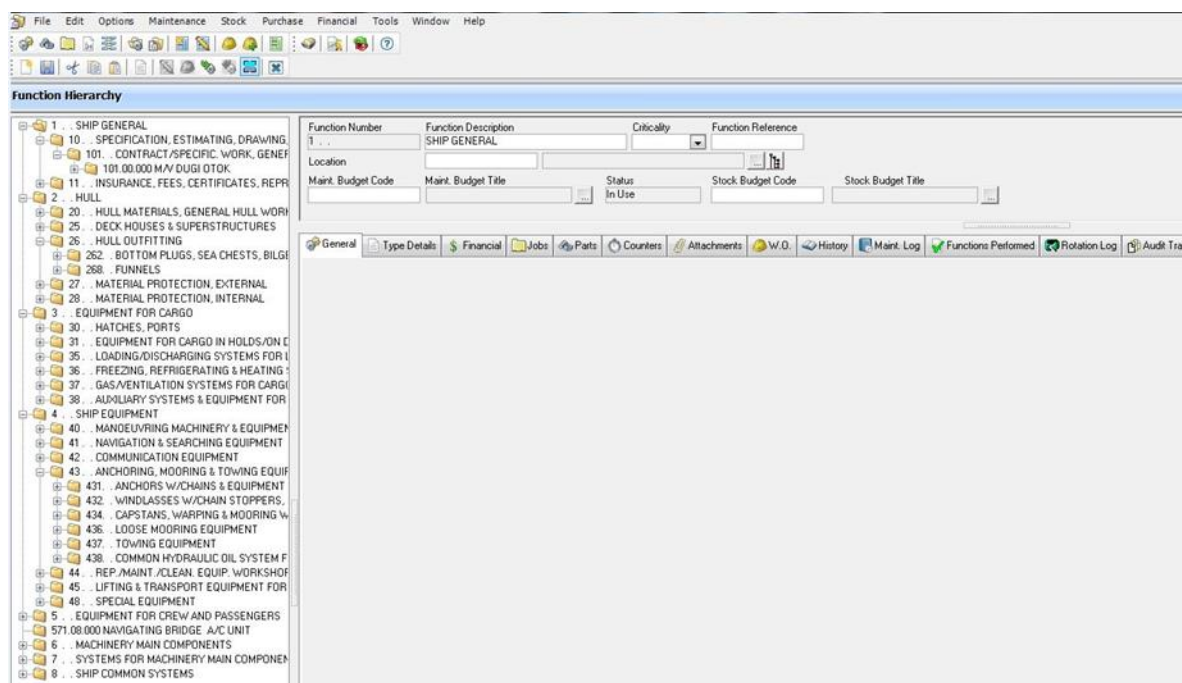 File Edit Options Maintenance Stock Purchase Financial Tools Window Help
Function Hierarchy
1 . . SHIP GENERAL
10 . . SPECIFICATION, ESTIMATING, DRAWING,
101. . CONTRACT/SPECIFIC. WORK, GENER
101.00.000 M/V DUGI OTOK
11 . . INSURANCE, FEES, CERTIFICATES, REPR
2 . . HULL
20 . . HULL MATERIALS, GENERAL HULL WORK
25 . . DECK HOUSES & SUPERSTRUCTURES
26 . . HULL OUTFITTING
262. . BOTTOM PLUGS, SEA CHESTS, BILGE
268. . FUNNELS
27 . . MATERIAL PROTECTION, EXTERNAL
28 . . MATERIAL PROTECTION, INTERNAL
3 . . EQUIPMENT FOR CARGO
30 . . HATCHES, PORTS
31 . . EQUIPMENT FOR CARGO IN HOLDS/ON D
35 . . LOADING/DISCHARGING SYSTEMS FOR L
36 . . FREEZING, REFRIGERATING & HEATING
37 . . GAS/VENTILATION SYSTEMS FOR CARGO
38 . . AUXILIARY SYSTEMS & EQUIPMENT FOR
4 . . SHIP EQUIPMENT
40 . . MANOEUVRING MACHINERY & EQUIPMEN
41 . . NAVIGATION & SEARCHING EQUIPMENT
42 . . COMMUNICATION EQUIPMENT
43 . . ANCHORING, MOORING & TOWING EQUIP
431. . ANCHORS W/CHAINS & EQUIPMENT
432. . WINDLASSES W/CHAIN STOPPERS,
434. . CAPSTANS, WARPING & MOORING W
436. . LOOSE MOORING EQUIPMENT
437. . TOWING EQUIPMENT
438. . COMMON HYDRAULIC OIL SYSTEM F
44 . . REP./MAINT./CLEAN. EQUIP. WORKSHOP
45 . . LIFTING & TRANSPORT EQUIPMENT FOR
48 . . SPECIAL EQUIPMENT
5 . . EQUIPMENT FOR CREW AND PASSENGERS
571.08.000 NAVIGATING BRIDGE A/C UNIT
6 . . MACHINERY MAIN COMPONENTS
7 . . SYSTEMS FOR MACHINERY MAIN COMPONEN
8 . . SHIP COMMON SYSTEMS
Function Number Function Description Criticality Function Reference
1 . . SHIP GENERAL
Location
Maint. Budget Code Maint. Budget Title Status Stock Budget Code Stock Budget Title
In Use
General Type Details Financial Jobs Parts Counters Attachments W.O. History Maint. Log Functions Performed Rotation Log Audit Tra